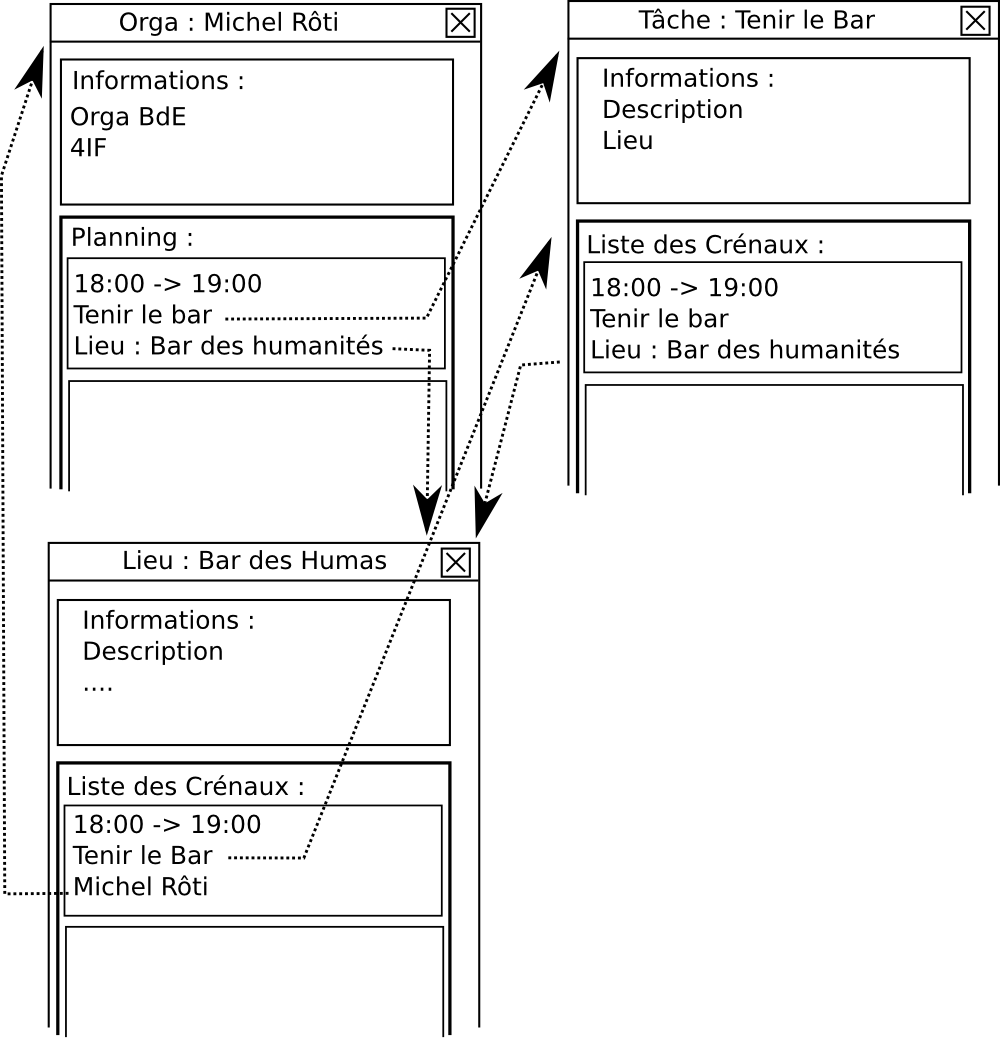 Orga : Michel Rôti
Informations :
Orga BdE
4IF
Planning :
18:00 -> 19:00
Tenir le bar
Lieu : Bar des humanités
Tâche : Tenir le Bar
Informations :
Description
Lieu
Liste des Crénaux :
18:00 -> 19:00
Tenir le bar
Lieu : Bar des humanités
Lieu : Bar des Humas
Informations :
Description
....
Liste des Crénaux :
18:00 -> 19:00
Tenir le Bar
Michel Rôti